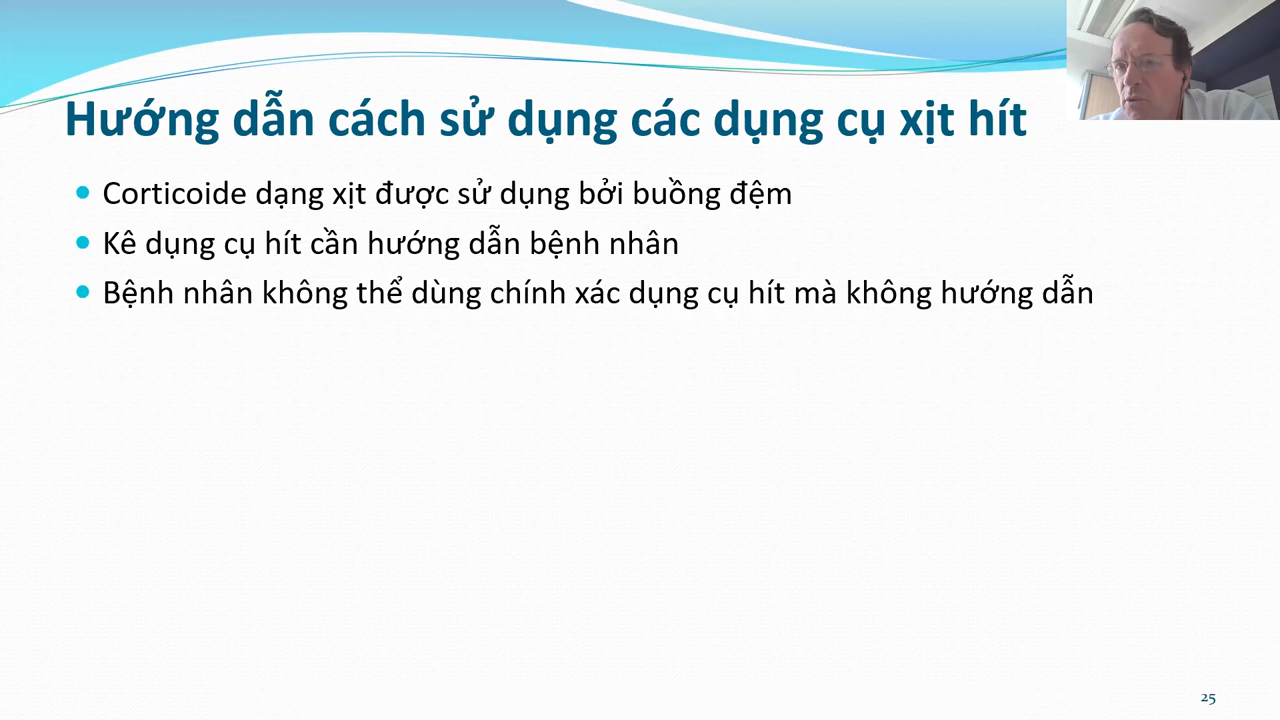 Hướng dẫn cách sử dụng các dụng cụ xịt hít
Corticoide dạng xịt được sử dụng bởi buồng đệm
Kê dụng cụ hít cần hướng dẫn bệnh nhân
Bệnh nhân không thể dùng chính xác dụng cụ hít mà không hướng dẫn
25